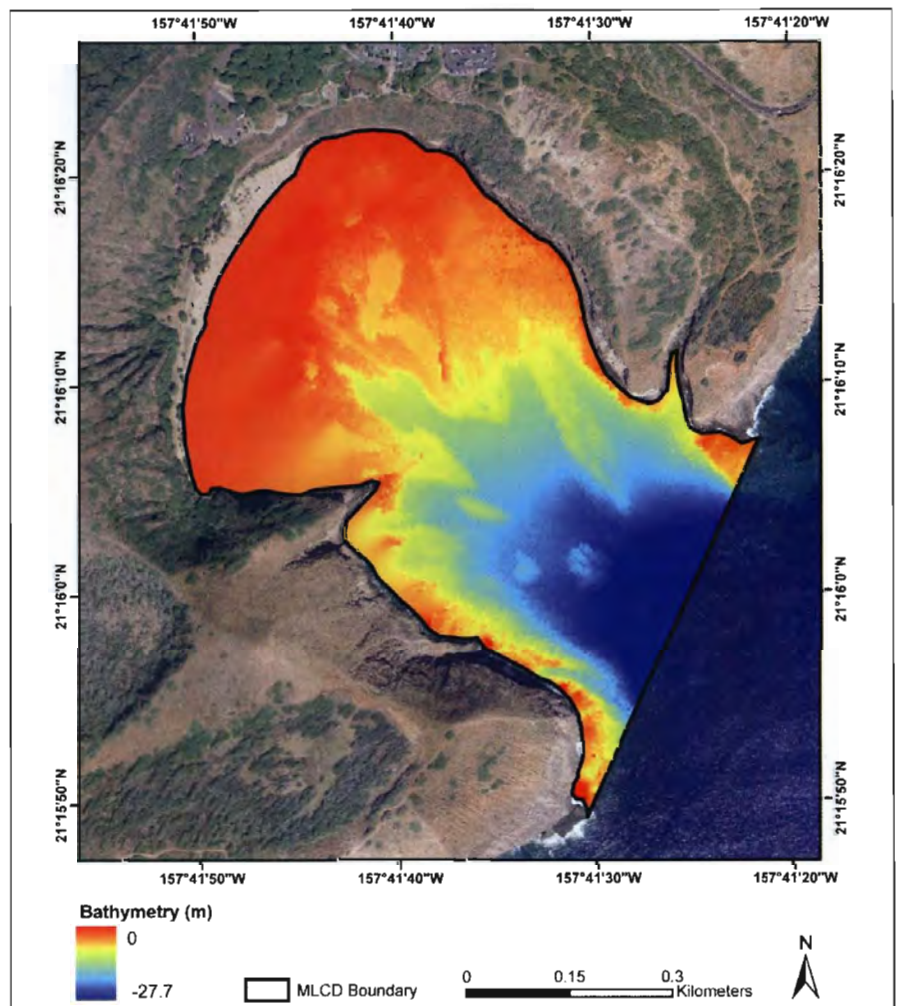 157°41'50"W 157°41'40"W 157°41'30"W 157°41'20"W
21°16'20"N 21°16'20"N
21°16'10"N 21°16'10"N
21°16'0"N 21°16'0"N
21°15'50"N 21°15'50"N
157°41'50"W 157°41'40"W 157°41'30"W 157°41'20"W
Bathymetry (m)
0
-27.7
MLCD Boundary
0 0.15 0.3
Kilometers
N